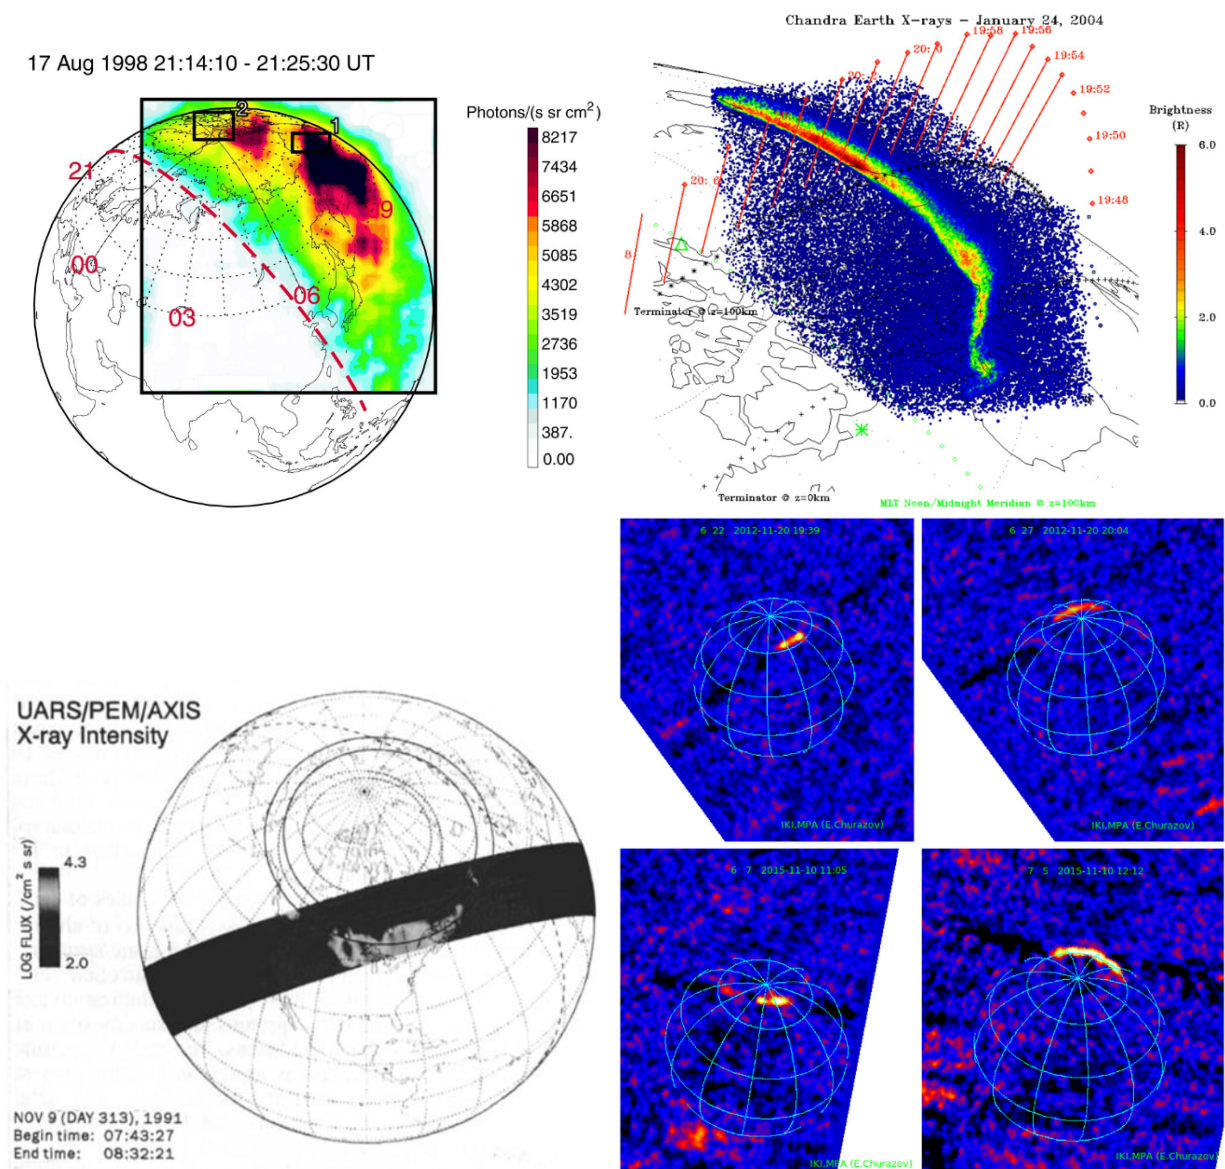 17 Aug 1998 21:14:10 - 21:25:30 UT
Photons/(s sr cm²)
8217
7434
6651
5868
5085
4302
3519
2736
1953
1170
387.
0.00
2
1
21
00
03
06
Chandra Earth X-rays - January 24, 2004
19:58
19:56
19:54
19:52
19:50
19:48
Brightness
(R)
6.0
4.0
2.0
0.0
8
Terminator @ z=100km
Terminator @ z=0km
MLT Noon/Midnight Meridian @ z=100km
UARS/PEM/AXIS
X-ray Intensity
LOG FLUX (/cm² s sr)
4.3
2.0
NOV 9 (DAY 313), 1991
Begin time: 07:43:27
End time: 08:32:21
6 22 2012-11-20 19:39
IKI,MPA (E.Churazov)
6 27 2012-11-20 20:04
IKI,MPA (E.Churazov)
6 7 2015-11-10 11:05
IKI,MPA (E.Churazov)
7 5 2015-11-10 12:12
IKI,MPA (E.Churazov)